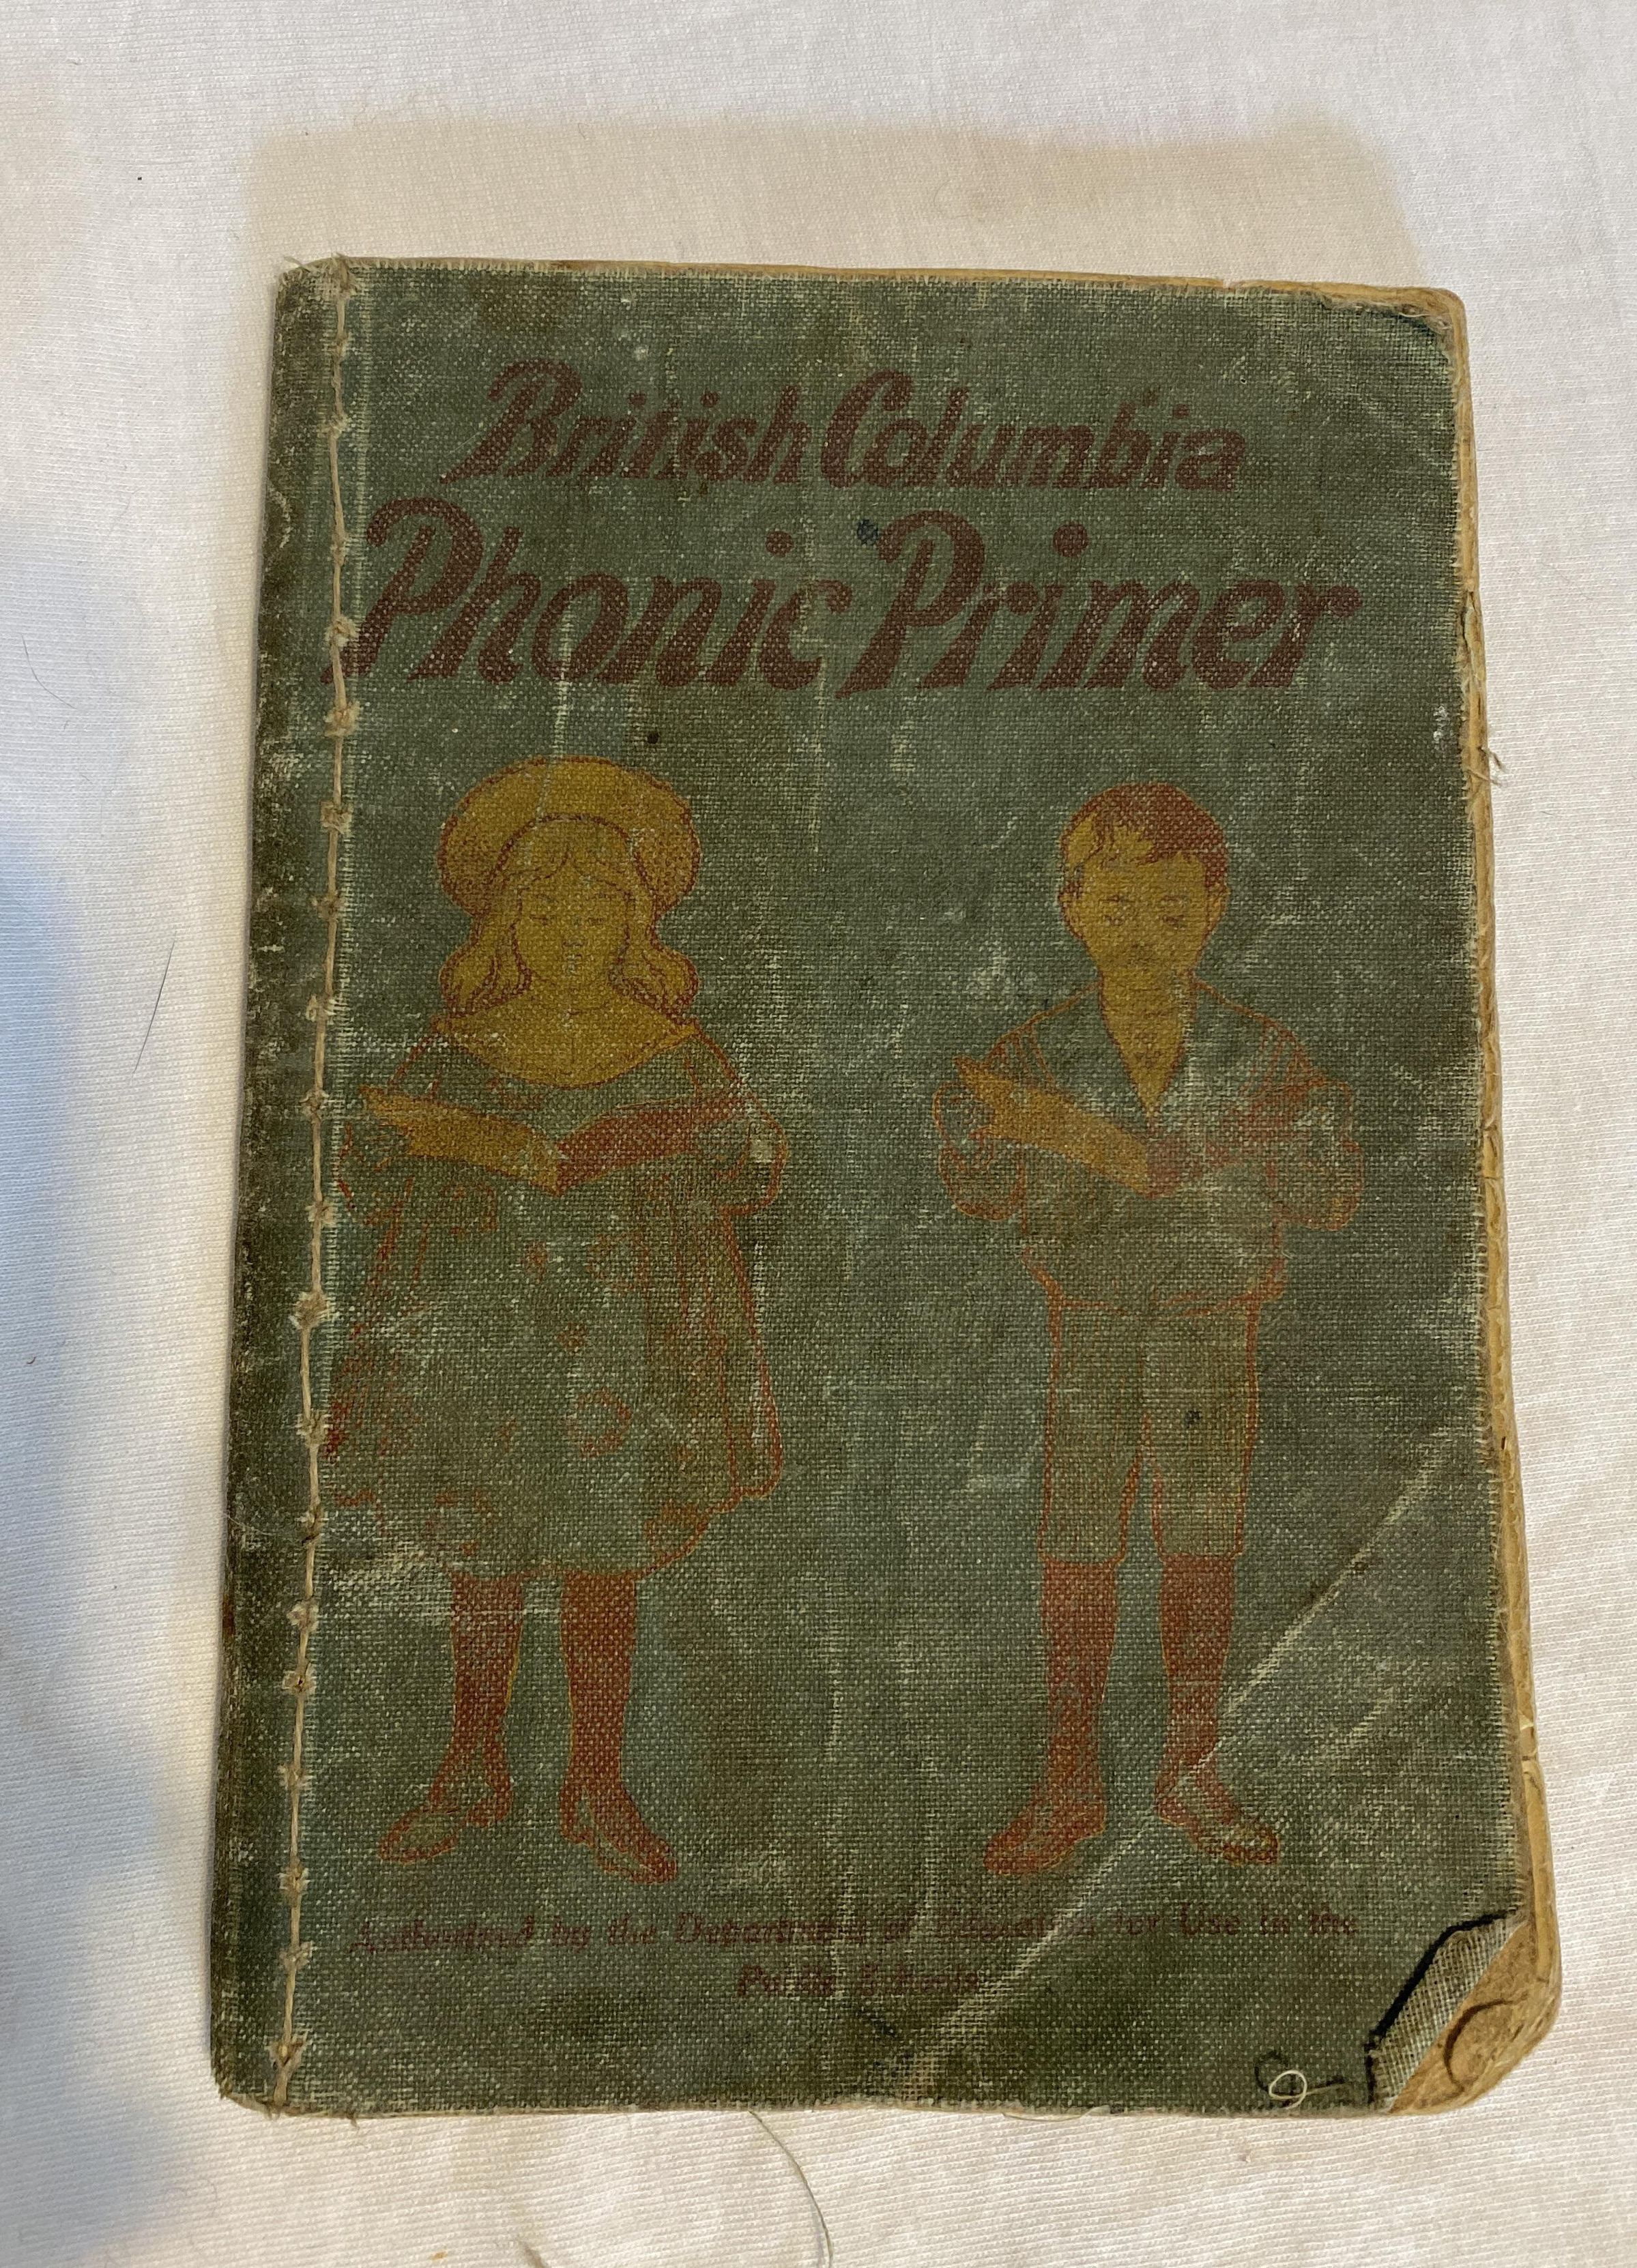 British Columbia
Phonic Primer
Authorized by the Department of Education for Use in the
Public Schools